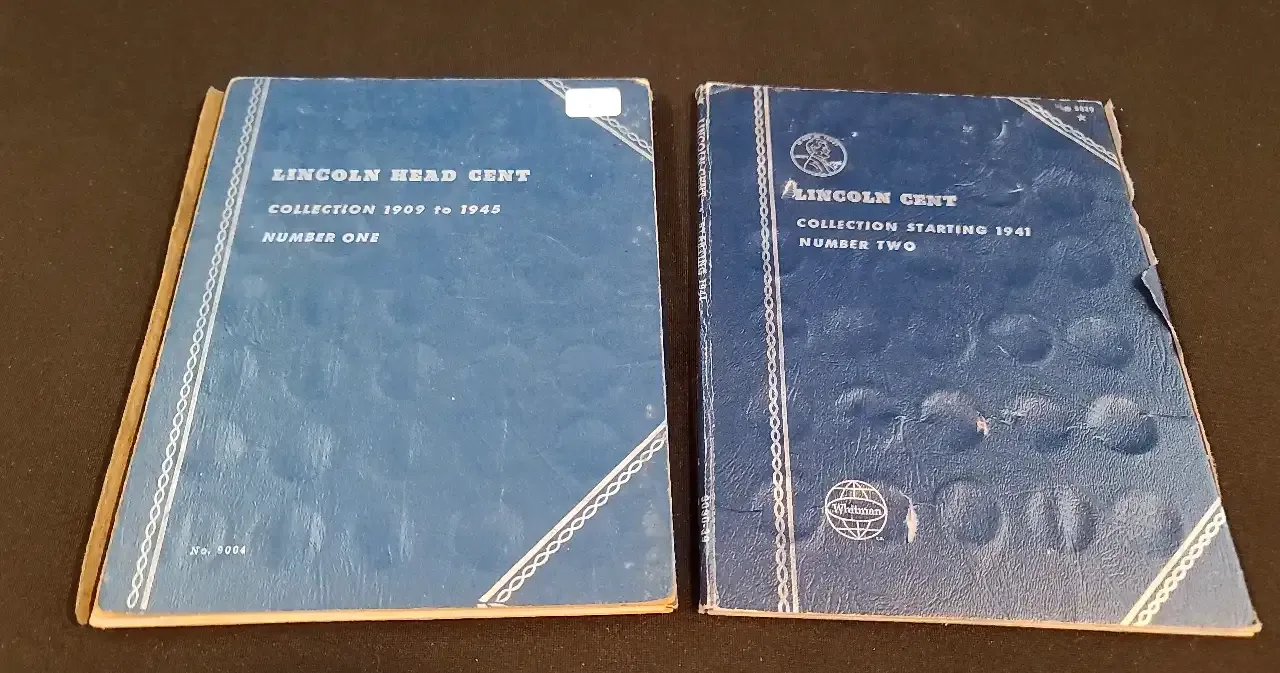 LINCOLN HEAD CENT
COLLECTION 1909 to 1945
NUMBER ONE
No. 9004
LINCOLN CENT
COLLECTION STARTING 1941
NUMBER TWO
Whitman